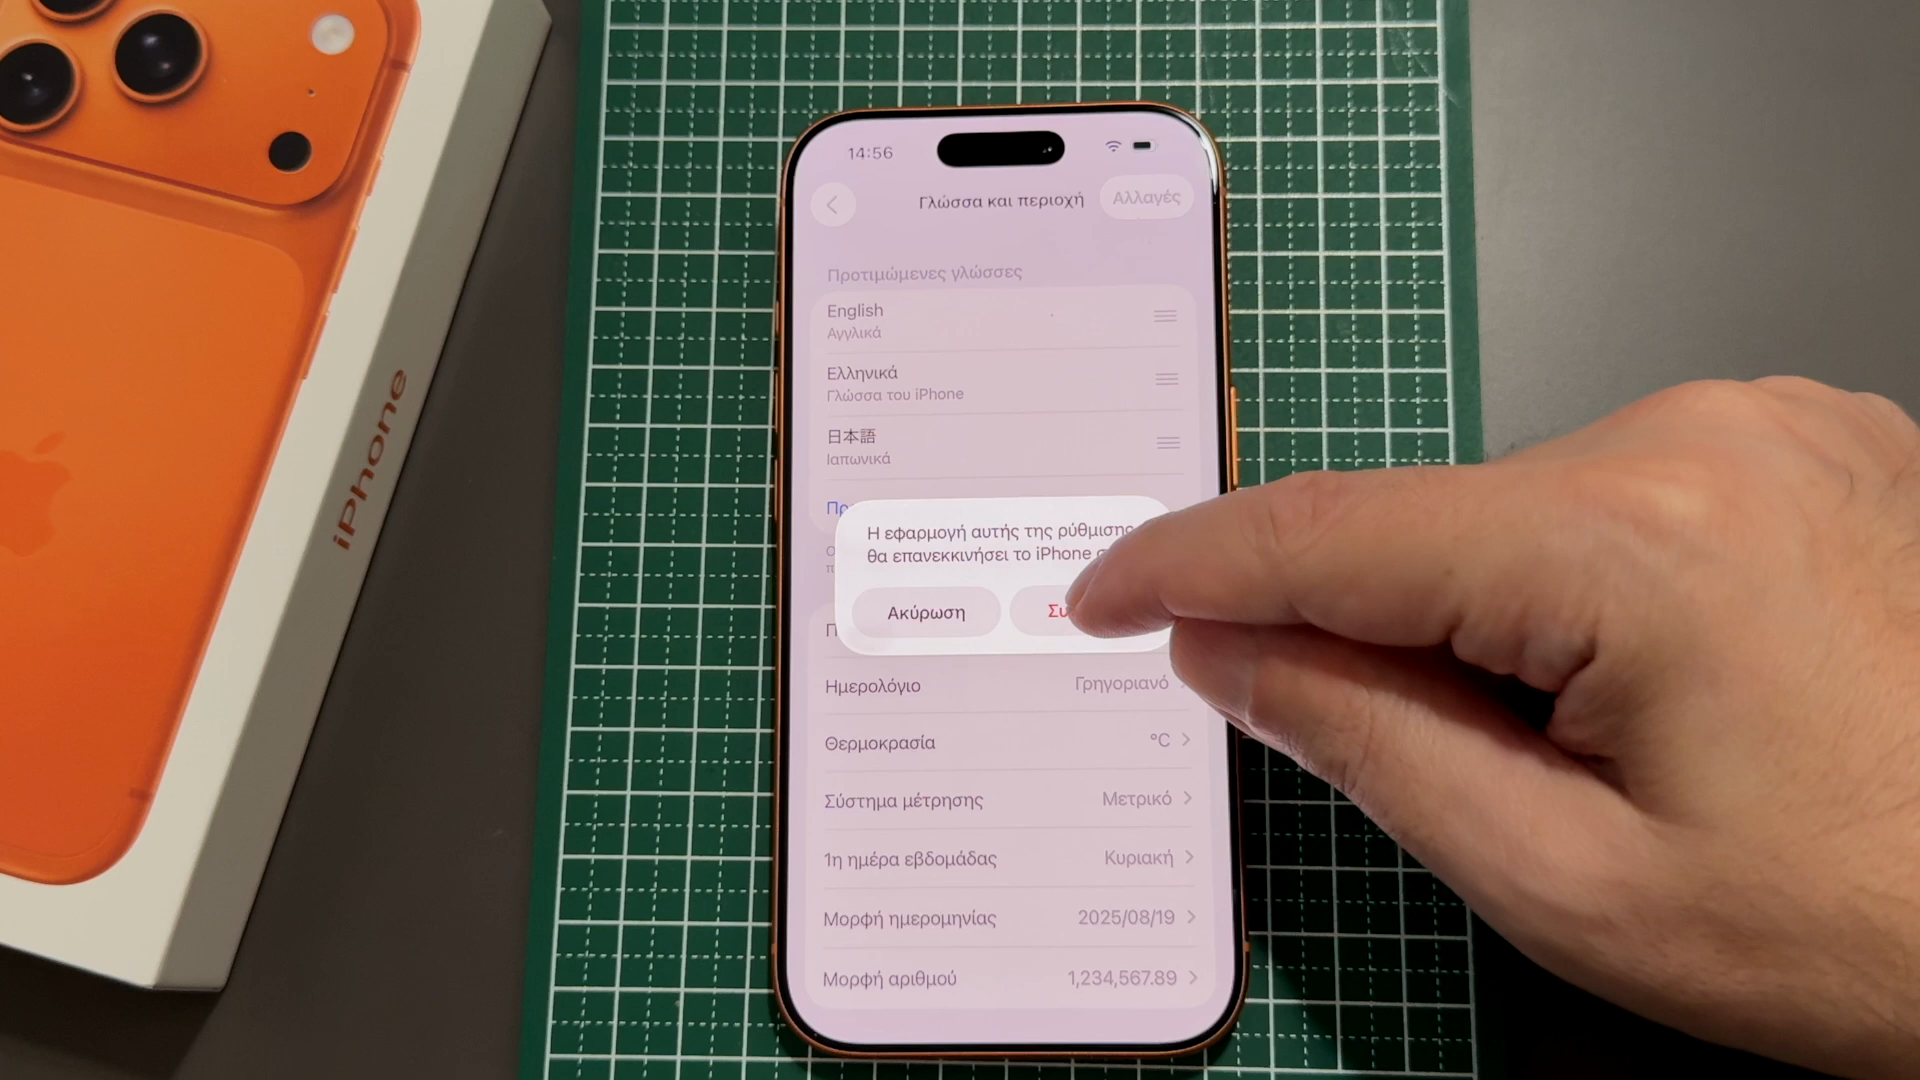 iPhone
14:56
Γλώσσα και περιοχή
Αλλαγές
Προτιμώμενες γλώσσες
English
Αγγλικά
Ελληνικά
Γλώσσα του iPhone
日本語
Ιαπωνικά
Η εφαρμογή αυτής της ρύθμισης
θα επανεκκινήσει το iPhone
Ακύρωση
Ημερολόγιο
Γρηγοριανό
Θερμοκρασία
°C
Σύστημα μέτρησης
Μετρικό
1η ημέρα εβδομάδας
Κυριακή
Μορφή ημερομηνίας
2025/08/19
Μορφή αριθμού
1,234,567.89